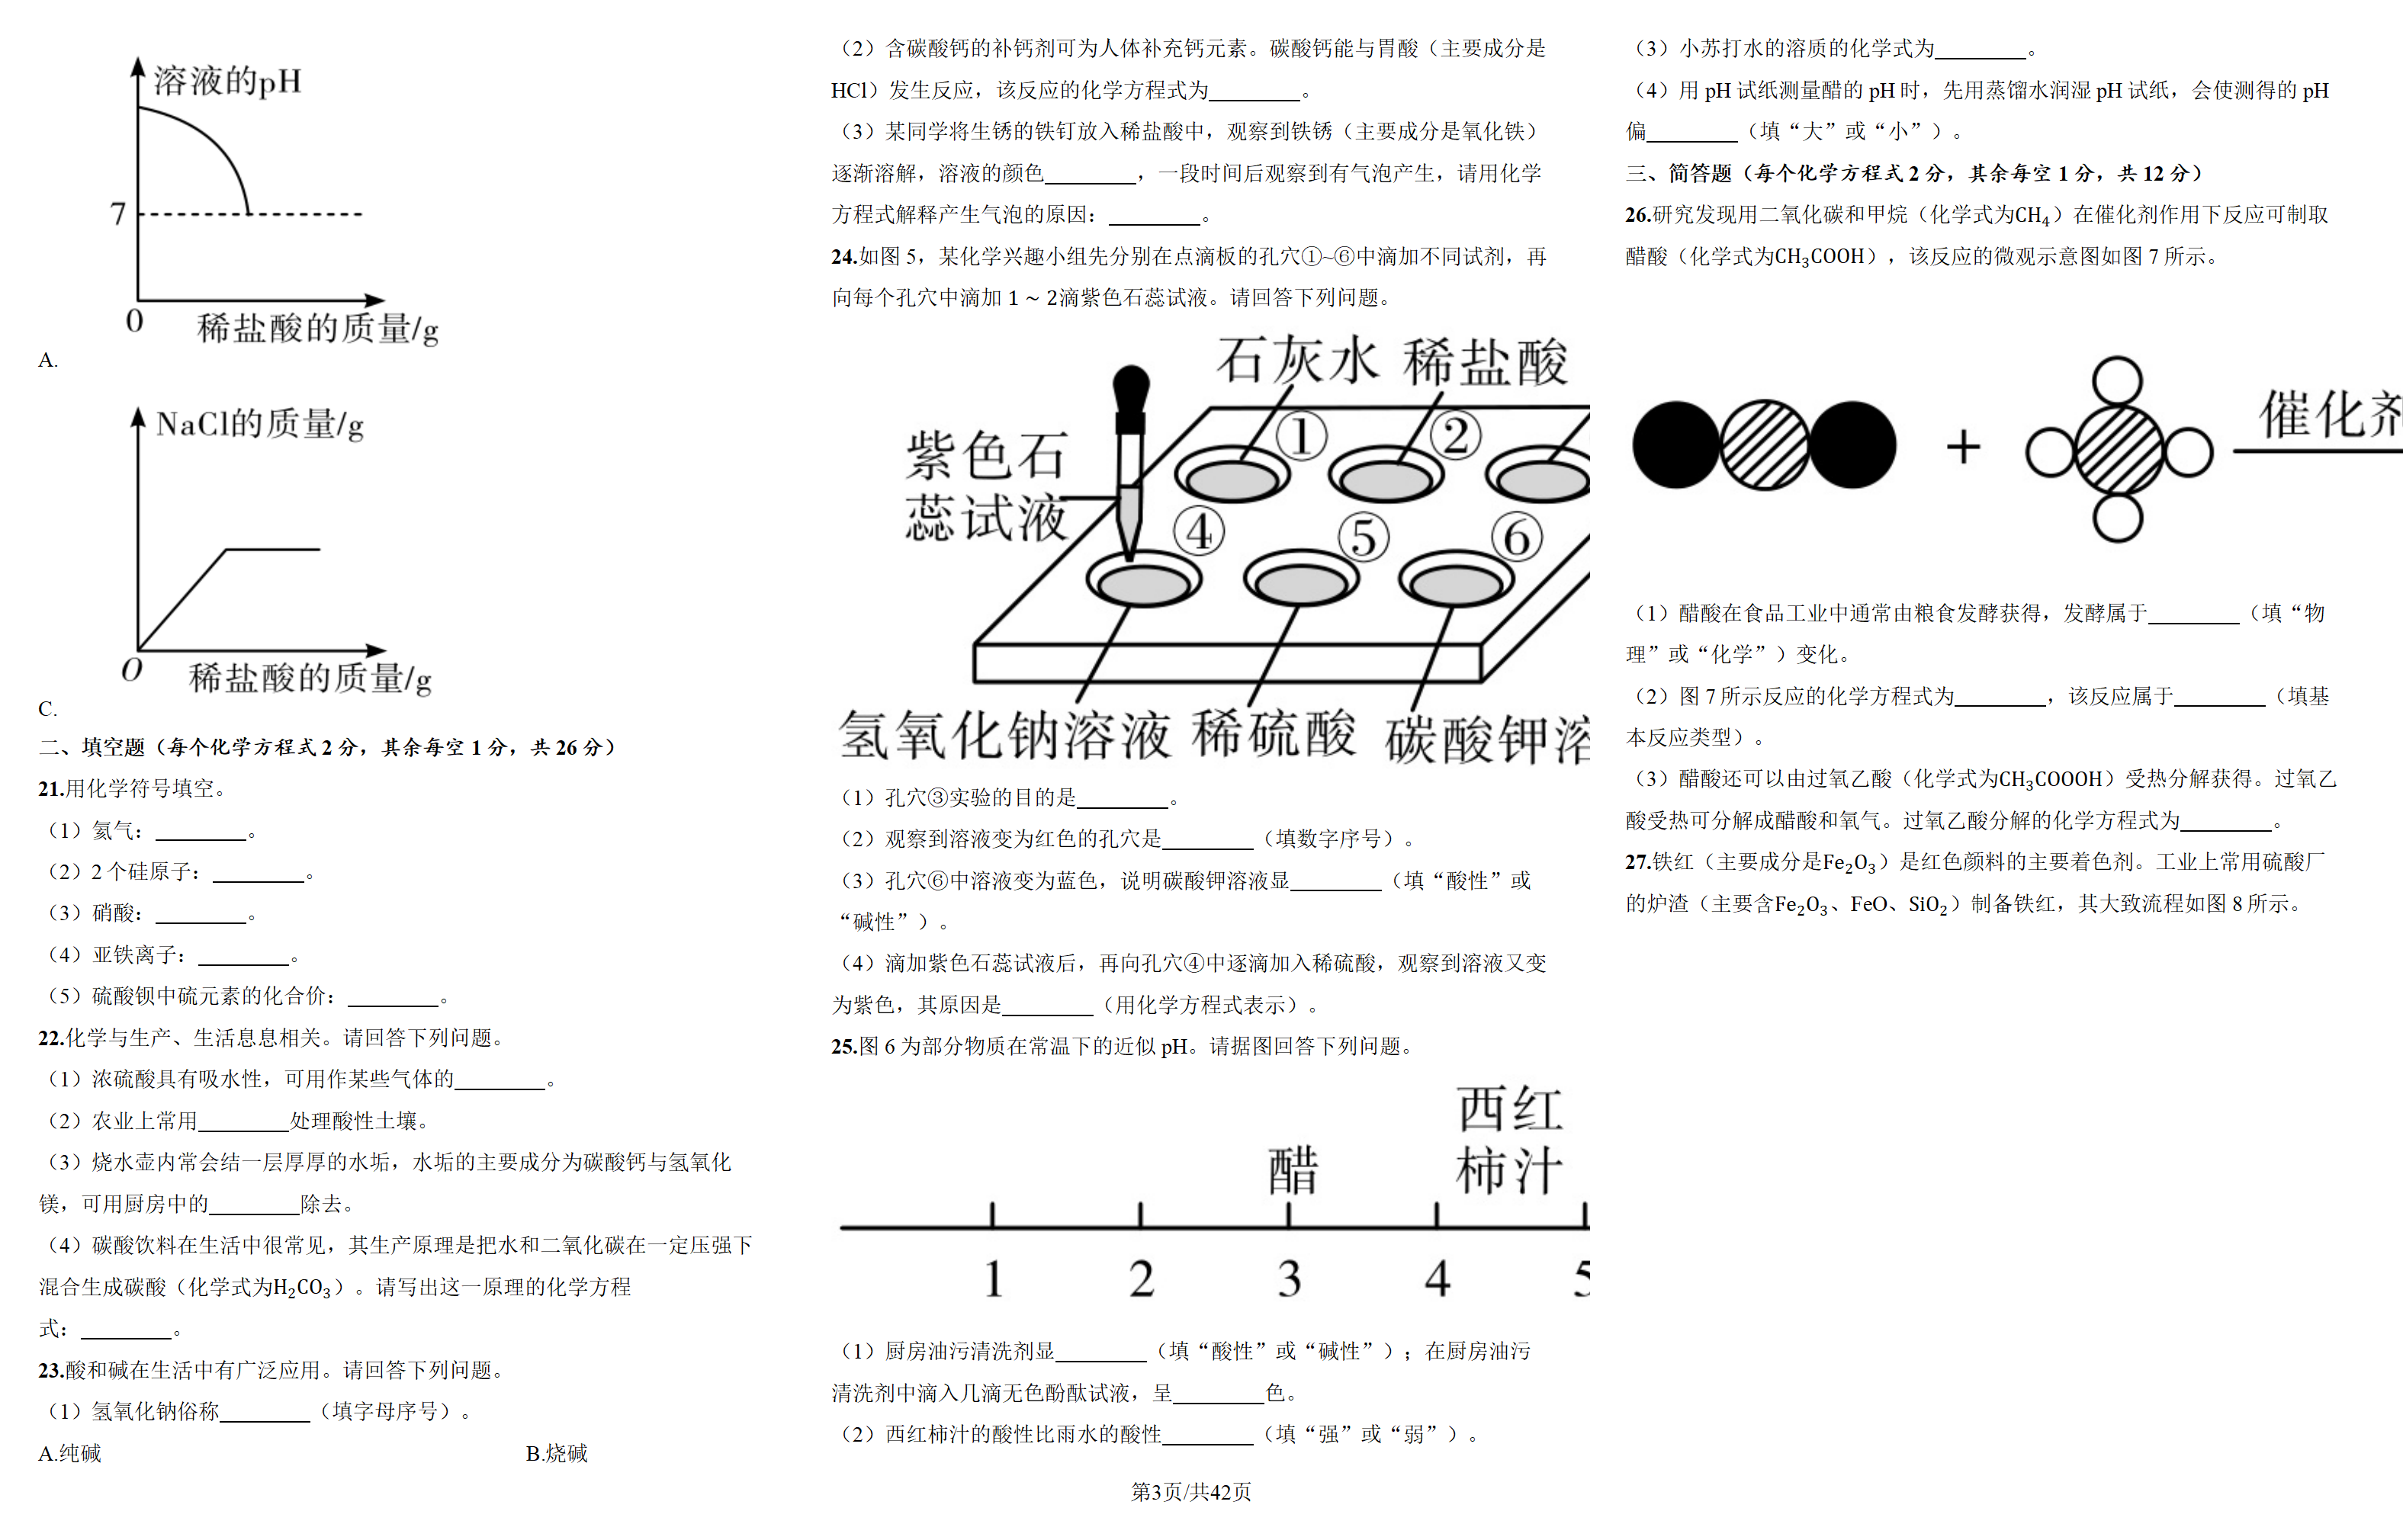 溶液的pH
7
0
稀盐酸的质量/g
A.
NaCl的质量/g
O
稀盐酸的质量/g
C.
二、填空题（每个化学方程式 2 分，其余每空 1 分，共 26 分）
21.用化学符号填空。
（1）氦气：________。
（2）2 个硅原子：________。
（3）硝酸：________。
（4）亚铁离子：________。
（5）硫酸钡中硫元素的化合价：________。
22.化学与生产、生活息息相关。请回答下列问题。
（1）浓硫酸具有吸水性，可用作某些气体的________。
（2）农业上常用________处理酸性土壤。
（3）烧水壶内常会结一层厚厚的水垢，水垢的主要成分为碳酸钙与氢氧化
镁，可用厨房中的________除去。
（4）碳酸饮料在生活中很常见，其生产原理是把水和二氧化碳在一定压强下
混合生成碳酸（化学式为H₂CO₃）。请写出这一原理的化学方程
式：________。
23.酸和碱在生活中有广泛应用。请回答下列问题。
（1）氢氧化钠俗称________（填字母序号）。
A.纯碱 B.烧碱
（2）含碳酸钙的补钙剂可为人体补充钙元素。碳酸钙能与胃酸（主要成分是
HCl）发生反应，该反应的化学方程式为________。
（3）某同学将生锈的铁钉放入稀盐酸中，观察到铁锈（主要成分是氧化铁）
逐渐溶解，溶液的颜色________，一段时间后观察到有气泡产生，请用化学
方程式解释产生气泡的原因：________。
24.如图 5，某化学兴趣小组先分别在点滴板的孔穴①~⑥中滴加不同试剂，再
向每个孔穴中滴加 1 ~ 2滴紫色石蕊试液。请回答下列问题。
石灰水 稀盐酸
① ②
紫色石
蕊试液
④ ⑤ ⑥
氢氧化钠溶液 稀硫酸 碳酸钾溶
（1）孔穴③实验的目的是________。
（2）观察到溶液变为红色的孔穴是________（填数字序号）。
（3）孔穴⑥中溶液变为蓝色，说明碳酸钾溶液显________（填“酸性”或
“碱性”）。
（4）滴加紫色石蕊试液后，再向孔穴④中逐滴加入稀硫酸，观察到溶液又变
为紫色，其原因是________（用化学方程式表示）。
25.图 6 为部分物质在常温下的近似 pH。请据图回答下列问题。
西红
醋 柿汁
1 2 3 4 5
（1）厨房油污清洗剂显________（填“酸性”或“碱性”）；在厨房油污
清洗剂中滴入几滴无色酚酞试液，呈________色。
（2）西红柿汁的酸性比雨水的酸性________（填“强”或“弱”）。
（3）小苏打水的溶质的化学式为________。
（4）用 pH 试纸测量醋的 pH 时，先用蒸馏水润湿 pH 试纸，会使测得的 pH
偏________（填“大”或“小”）。
三、简答题（每个化学方程式 2 分，其余每空 1 分，共 12 分）
26.研究发现用二氧化碳和甲烷（化学式为CH₄）在催化剂作用下反应可制取
醋酸（化学式为CH₃COOH），该反应的微观示意图如图 7 所示。
+ 催化剂
（1）醋酸在食品工业中通常由粮食发酵获得，发酵属于________（填“物
理”或“化学”）变化。
（2）图 7 所示反应的化学方程式为________，该反应属于________（填基
本反应类型）。
（3）醋酸还可以由过氧乙酸（化学式为CH₃COOOH）受热分解获得。过氧乙
酸受热可分解成醋酸和氧气。过氧乙酸分解的化学方程式为________。
27.铁红（主要成分是Fe₂O₃）是红色颜料的主要着色剂。工业上常用硫酸厂
的炉渣（主要含Fe₂O₃、FeO、SiO₂）制备铁红，其大致流程如图 8 所示。
第3页/共42页